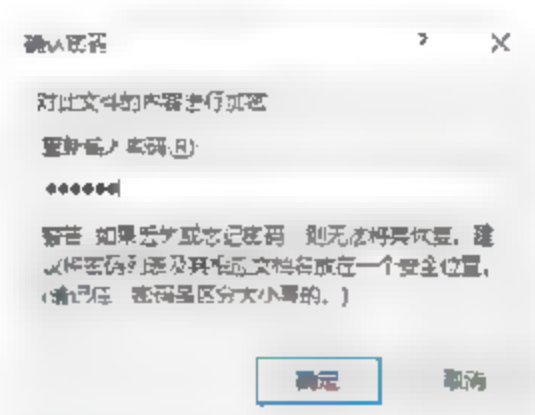 确认密码
? ×
对此文件的内容进行加密
重新输入密码(R):
●●●●●●
警告: 如果丢失或忘记密码，则无法将其恢复。建
议将密码列表及其相应文档名放在一个安全位置。
(请记住，密码是区分大小写的。)
确定 取消